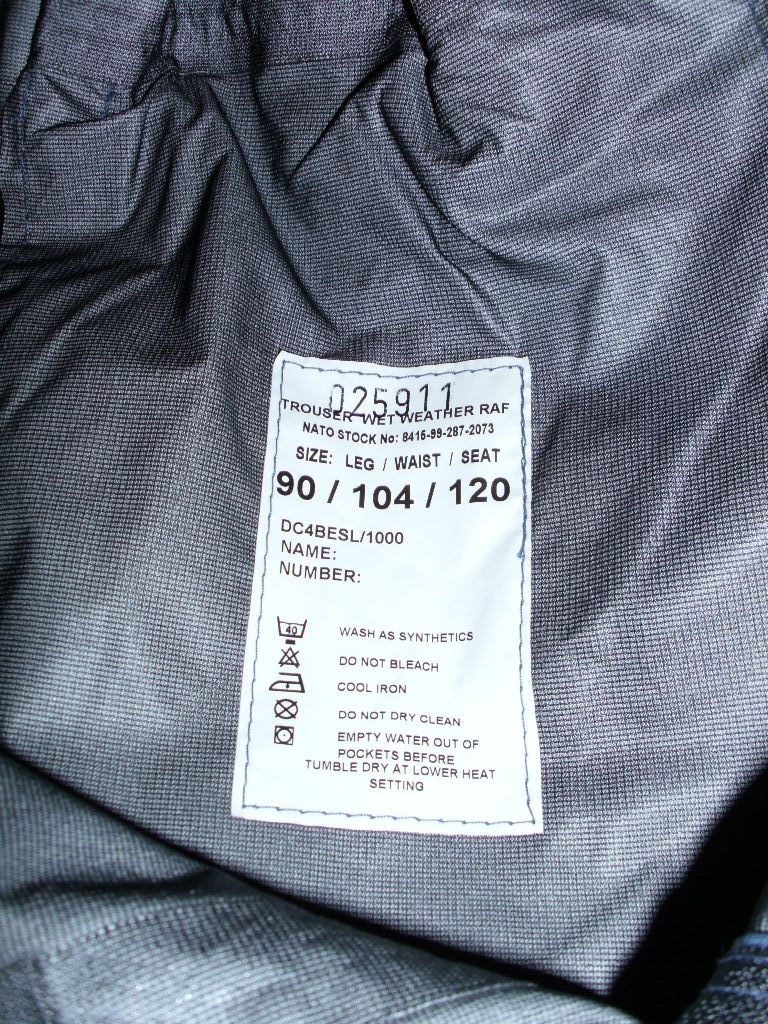 025911
TROUSER WET WEATHER RAF
NATO STOCK No: 8415-99-287-2073
SIZE: LEG / WAIST / SEAT
90 / 104 / 120
DC4BESL/1000
NAME:
NUMBER:
40
WASH AS SYNTHETICS
DO NOT BLEACH
COOL IRON
DO NOT DRY CLEAN
EMPTY WATER OUT OF
POCKETS BEFORE
TUMBLE DRY AT LOWER HEAT
SETTING